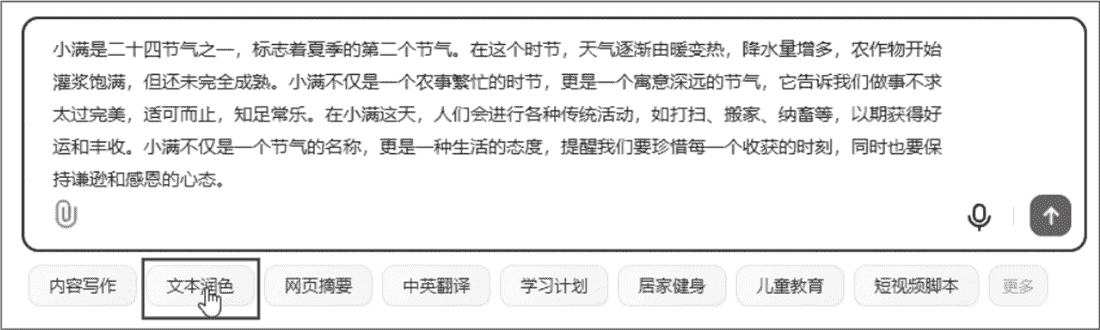 小满是二十四节气之一，标志着夏季的第二个节气。在这个时节，天气逐渐由暖变热，降水量增多，农作物开始
灌浆饱满，但还未完全成熟。小满不仅是一个农事繁忙的时节，更是一个寓意深远的节气，它告诉我们做事不求
太过完美，适可而止，知足常乐。在小满这天，人们会进行各种传统活动，如打扫、搬家、纳畜等，以期获得好
运和丰收。小满不仅是一个节气的名称，更是一种生活的态度，提醒我们要珍惜每一个收获的时刻，同时也要保
持谦逊和感恩的心态。
内容写作 文本润色 网页摘要 中英翻译 学习计划 居家健身 儿童教育 短视频脚本 更多